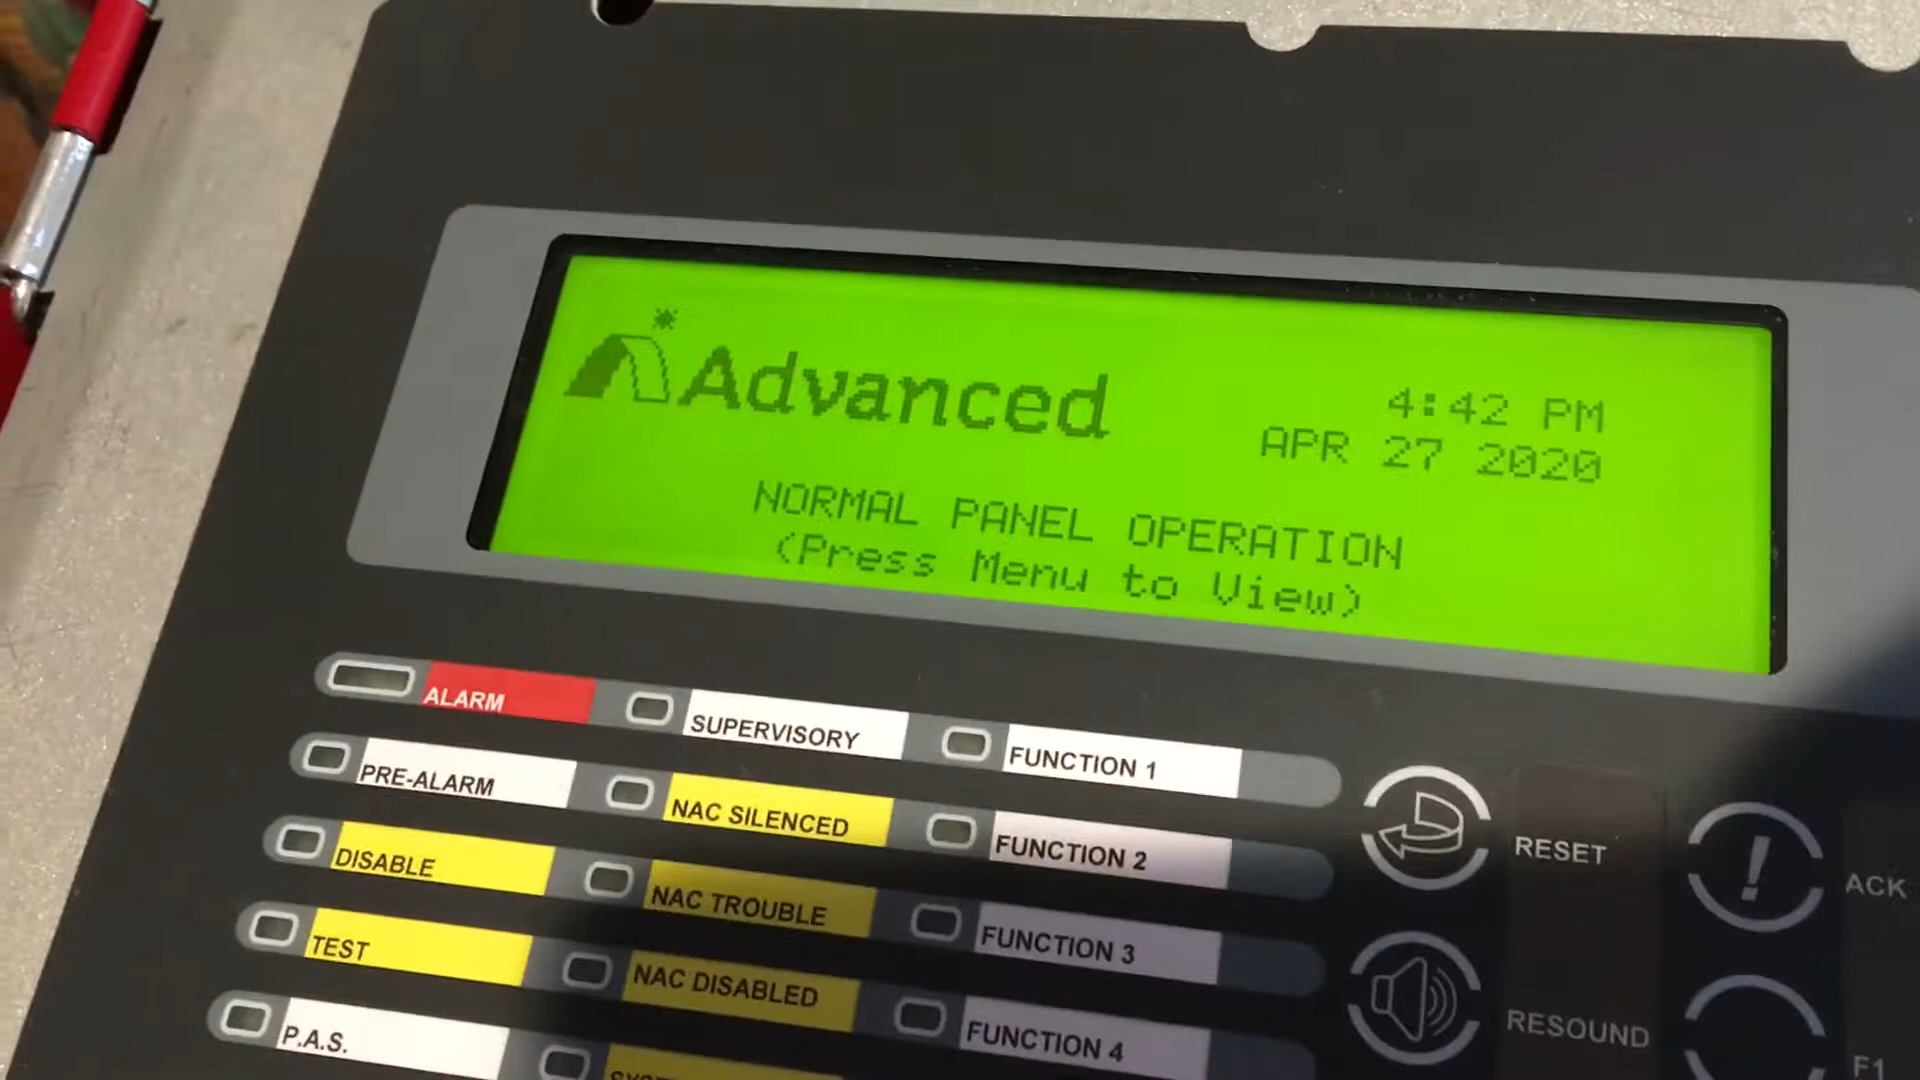 Advanced
4:42 PM
APR 27 2020
NORMAL PANEL OPERATION
(Press Menu to View)
ALARM
SUPERVISORY
FUNCTION 1
PRE-ALARM
NAC SILENCED
FUNCTION 2
RESET
ACK
DISABLE
NAC TROUBLE
FUNCTION 3
TEST
NAC DISABLED
FUNCTION 4
RESOUND
P.A.S.
F1